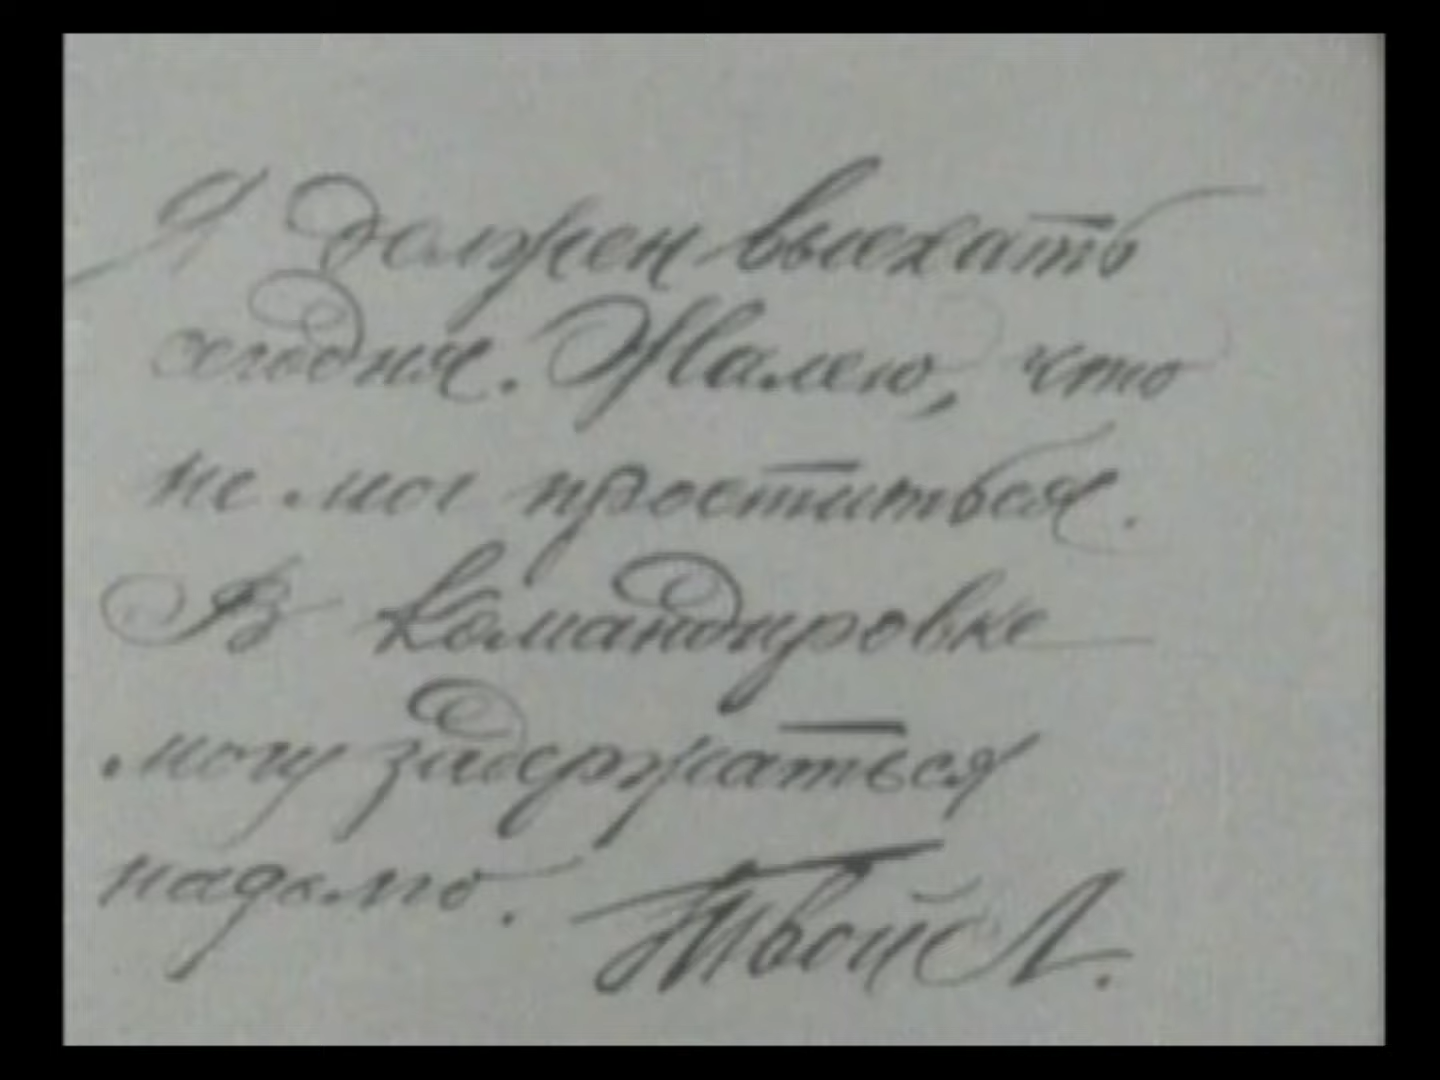 Я должен выехать
сегодня. Жалею, что
не мог проститься.
В командировке
могу задержаться
надолго. Твой Л.